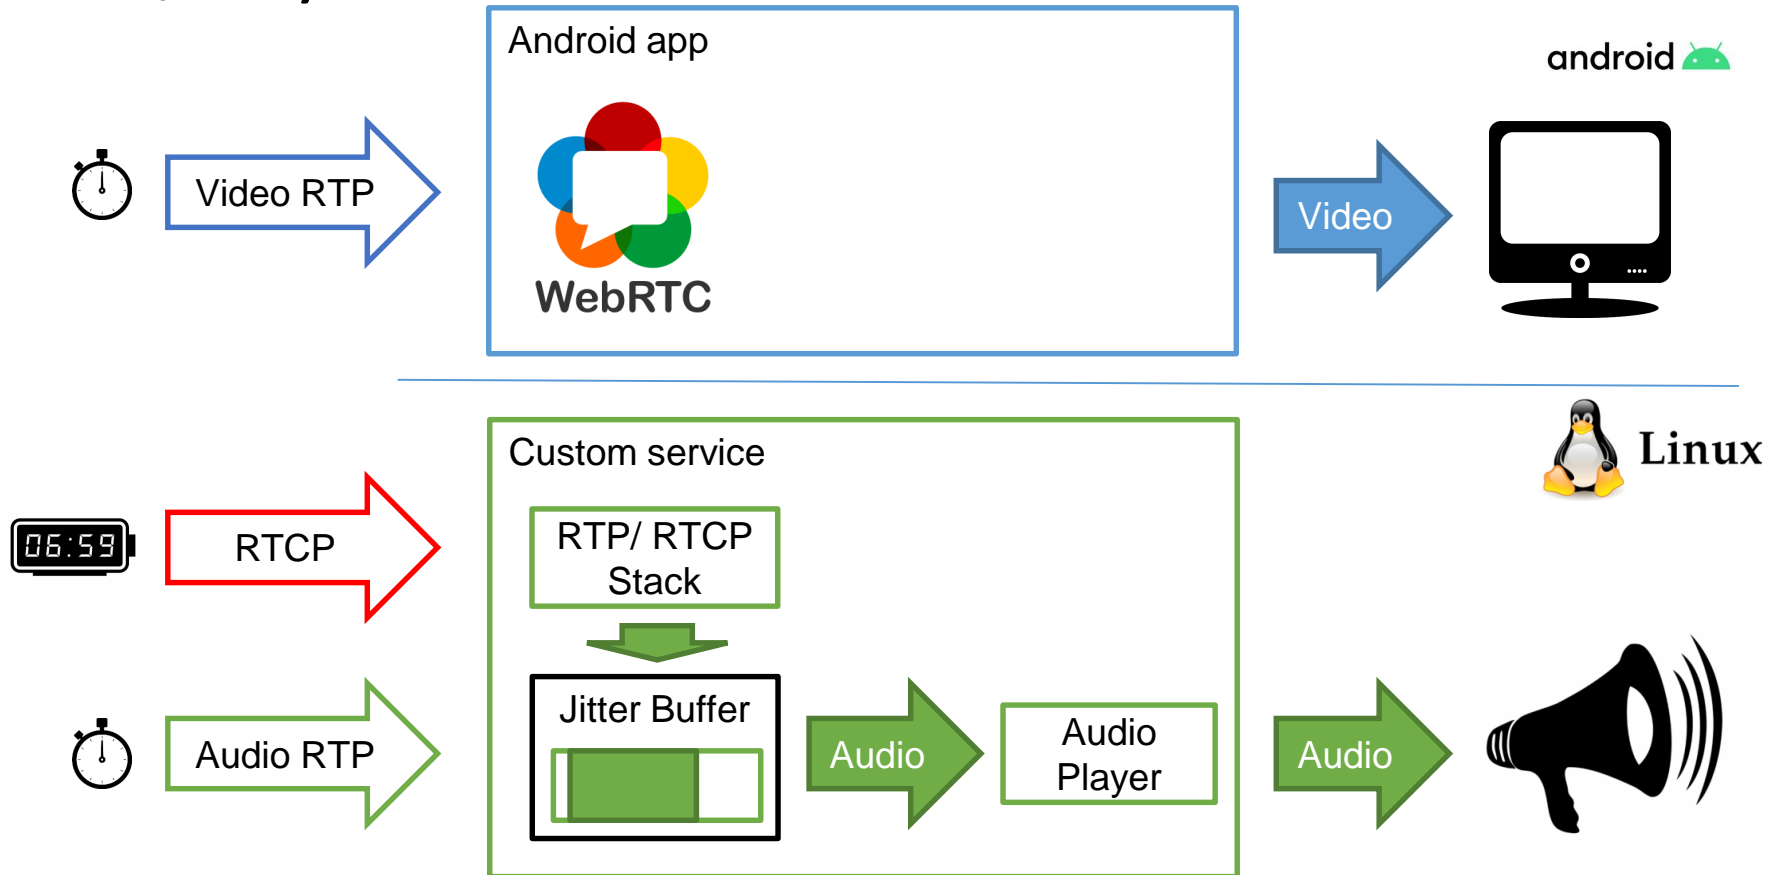 Android app
android
Video RTP
WebRTC
Video
Custom service
Linux
06:59
RTCP
RTP/ RTCP
Stack
Jitter Buffer
Audio RTP
Audio
Audio
Player
Audio